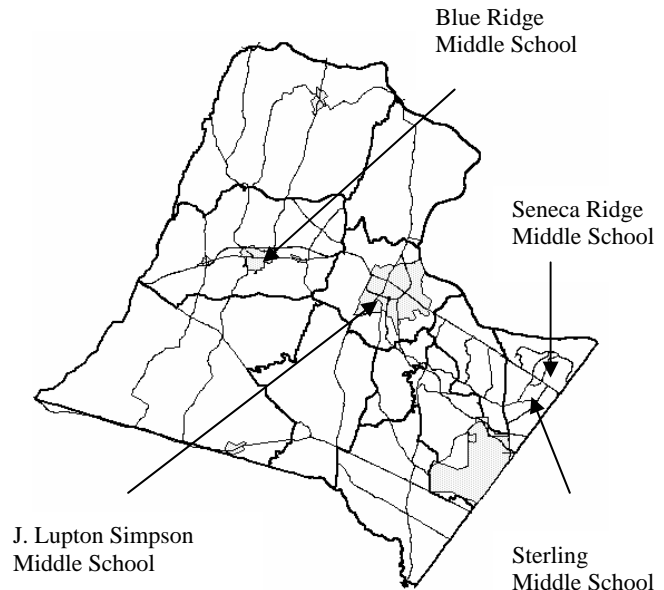 Blue Ridge
Middle School
Seneca Ridge
Middle School
J. Lupton Simpson
Middle School
Sterling
Middle School